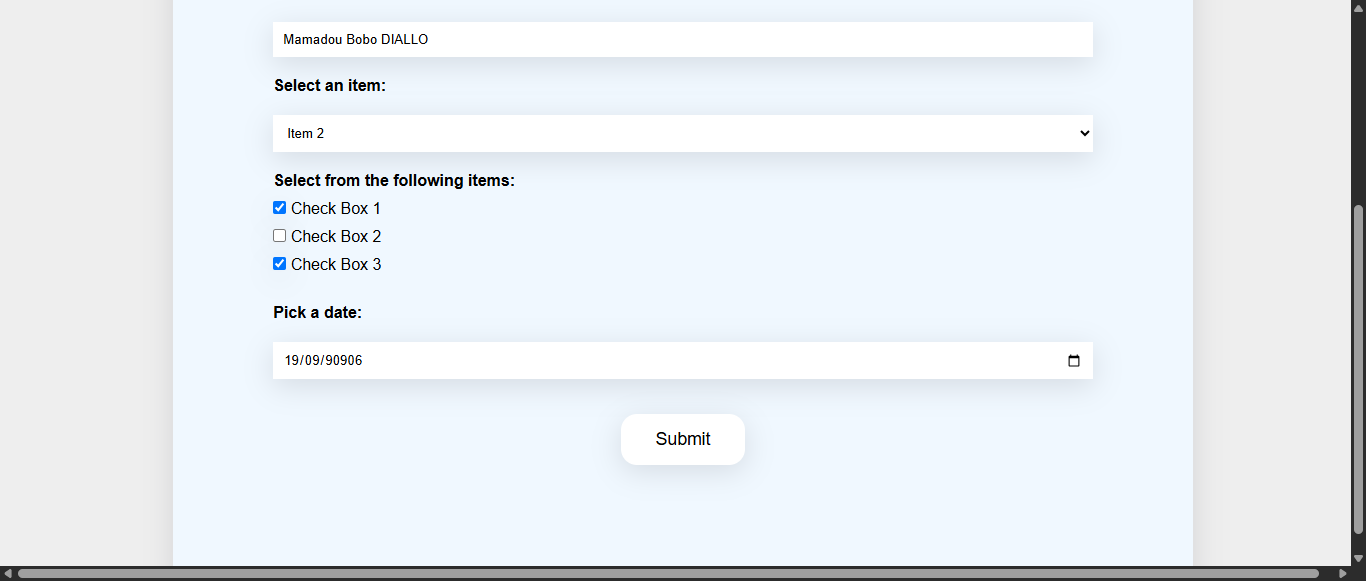 Mamadou Bobo DIALLO
Select an item:
Item 2
Select from the following items:
Check Box 1
Check Box 2
Check Box 3
Pick a date:
19/09/90906
Submit